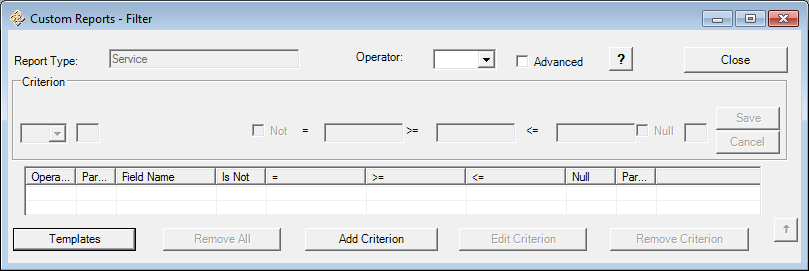 Custom Reports - Filter
Report Type: Service Operator: Advanced ? Close
Criterion
Not = >= <= Null Save
Cancel
Opera... Par... Field Name Is Not = >= <= Null Par...
Templates Remove All Add Criterion Edit Criterion Remove Criterion ↑